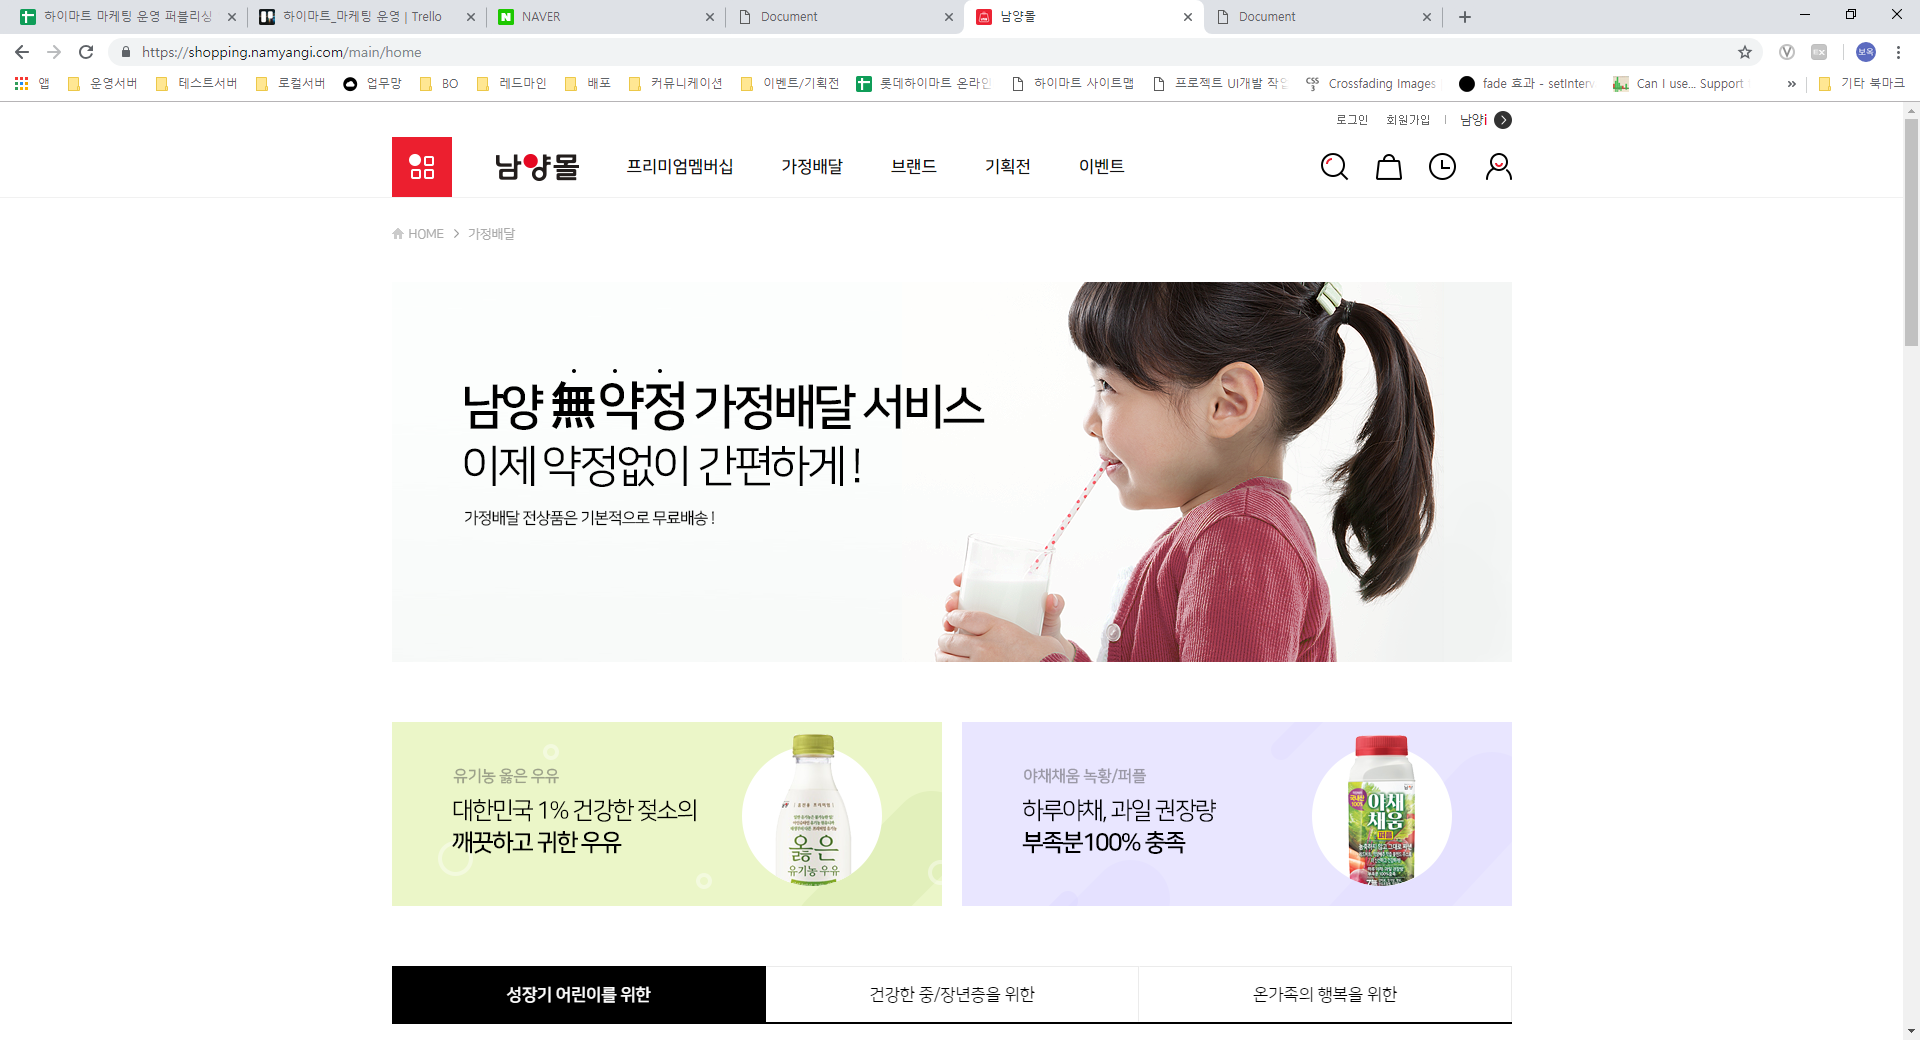 하이마트 마케팅 운영 퍼블리싱
하이마트_마케팅 운영 | Trello
NAVER
Document
남양몰
Document
https://shopping.namyangi.com/main/home
보옥
앱
운영서버
테스트서버
로컬서버
업무망
BO
레드마인
배포
커뮤니케이션
이벤트/기획전
롯데하이마트 온라인
하이마트 사이트맵
프로젝트 UI개발 작업
Crossfading Images
fade 효과 - setInterv
Can I use... Support
기타 북마크
로그인
회원가입
남양i
남양몰
프리미엄멤버십
가정배달
브랜드
기획전
이벤트
HOME > 가정배달
남양 無약정 가정배달 서비스
이제 약정없이 간편하게!
가정배달 전상품은 기본적으로 무료배송!
유기농 옳은 우유
대한민국 1% 건강한 젖소의
깨끗하고 귀한 우유
옳은
유기농우유
야채채움 녹황/퍼플
하루야채, 과일 권장량
부족분100% 충족
야채
채움
퍼플
성장기 어린이를 위한
건강한 중/장년층을 위한
온가족의 행복을 위한